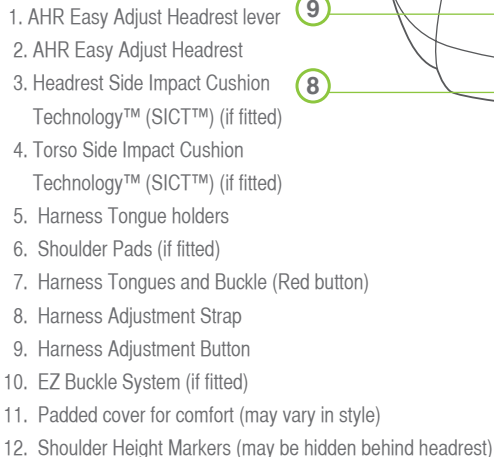 1. AHR Easy Adjust Headrest lever
2. AHR Easy Adjust Headrest
3. Headrest Side Impact Cushion
Technology™ (SICT™) (if fitted)
4. Torso Side Impact Cushion
Technology™ (SICT™) (if fitted)
5. Harness Tongue holders
6. Shoulder Pads (if fitted)
7. Harness Tongues and Buckle (Red button)
8. Harness Adjustment Strap
9. Harness Adjustment Button
10. EZ Buckle System (if fitted)
11. Padded cover for comfort (may vary in style)
12. Shoulder Height Markers (may be hidden behind headrest)
9
8